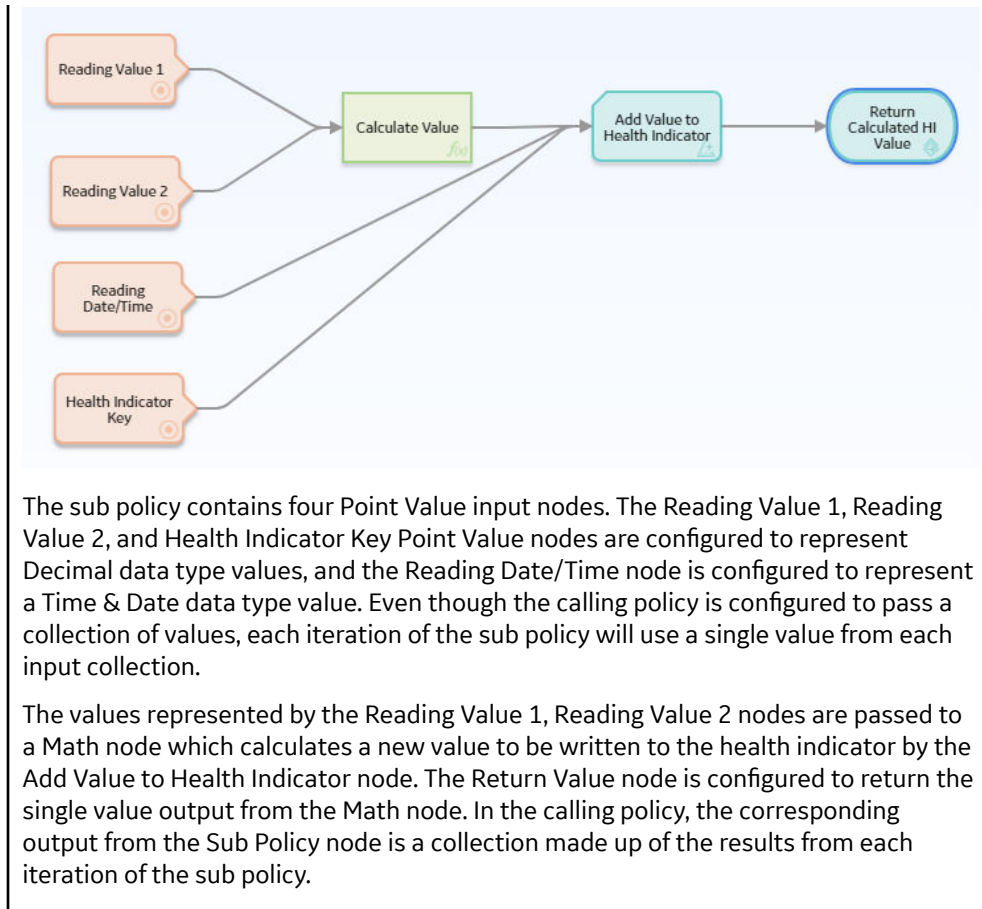 Reading Value 1
Reading Value 2
Reading
Date/Time
Health Indicator
Key
Calculate Value
f(x)
Add Value to
Health Indicator
Return
Calculated HI
Value
The sub policy contains four Point Value input nodes. The Reading Value 1, Reading
Value 2, and Health Indicator Key Point Value nodes are configured to represent
Decimal data type values, and the Reading Date/Time node is configured to represent
a Time & Date data type value. Even though the calling policy is configured to pass a
collection of values, each iteration of the sub policy will use a single value from each
input collection.
The values represented by the Reading Value 1, Reading Value 2 nodes are passed to
a Math node which calculates a new value to be written to the health indicator by the
Add Value to Health Indicator node. The Return Value node is configured to return the
single value output from the Math node. In the calling policy, the corresponding
output from the Sub Policy node is a collection made up of the results from each
iteration of the sub policy.